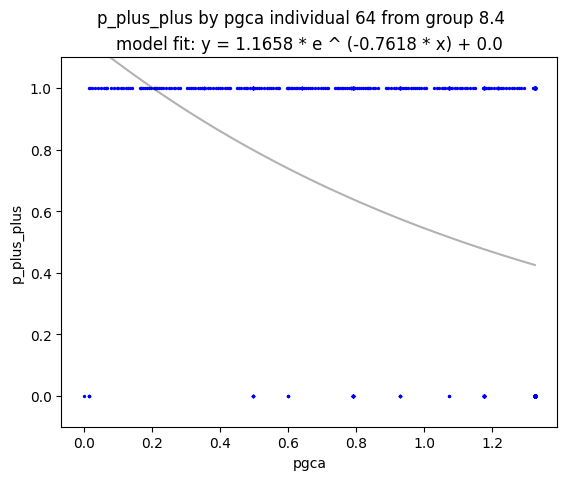 p_plus_plus by pgca individual 64 from group 8.4
model fit: y = 1.1658 * e ^ (-0.7618 * x) + 0.0
1.0
0.8
0.6
0.4
0.2
0.0
p_plus_plus
0.0 0.2 0.4 0.6 0.8 1.0 1.2
pgca